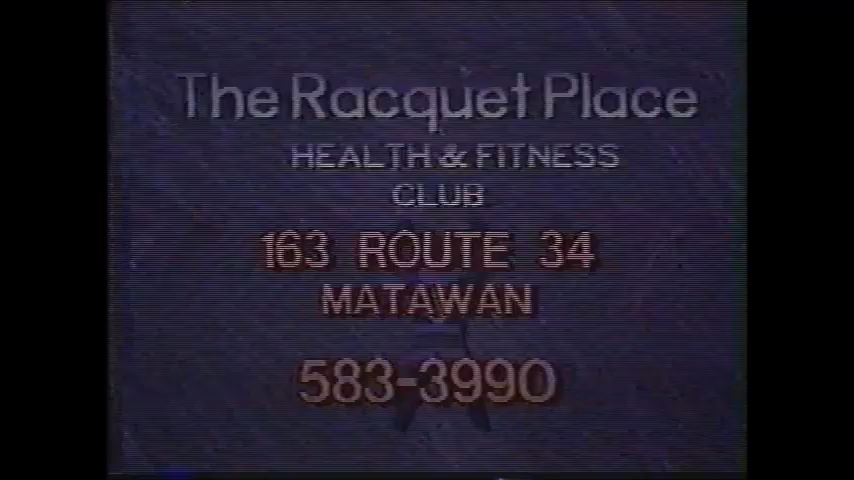 The Racquet Place
HEALTH & FITNESS
CLUB
163 ROUTE 34
MATAWAN
583-3990